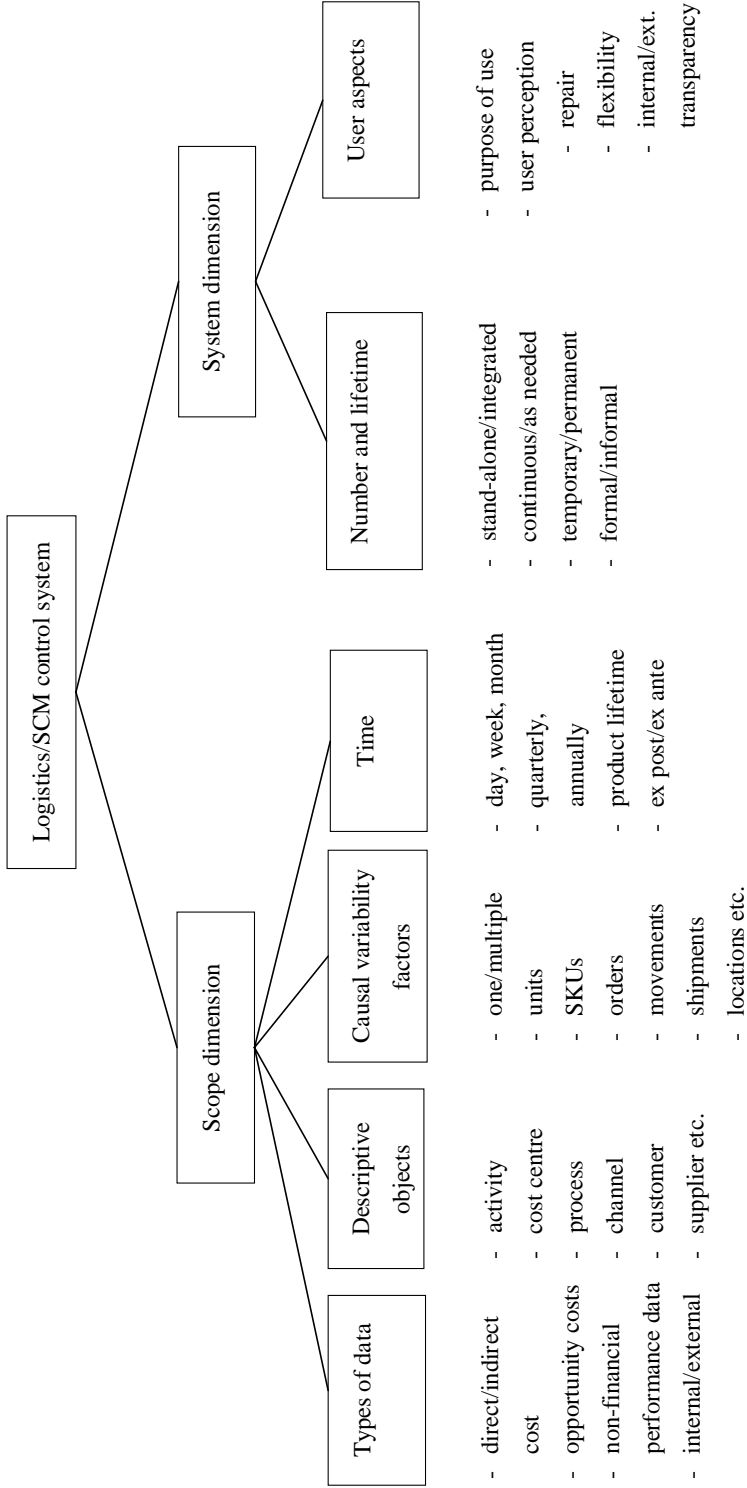 Logistics/SCM control system
Scope dimension
System dimension
Types of data
Descriptive
objects
Causal variability
factors
Time
Number and lifetime
User aspects
- direct/indirect
cost
- opportunity costs
- non-financial
performance data
- internal/external
- activity
- cost centre
- process
- channel
- customer
- supplier etc.
- one/multiple
- units
- SKUs
- orders
- movements
- shipments
- locations etc.
- day, week, month
- quarterly,
annually
- product lifetime
- ex post/ex ante
- stand-alone/integrated
- continuous/as needed
- temporary/permanent
- formal/informal
- purpose of use
- user perception
- repair
- flexibility
- internal/ext.
transparency